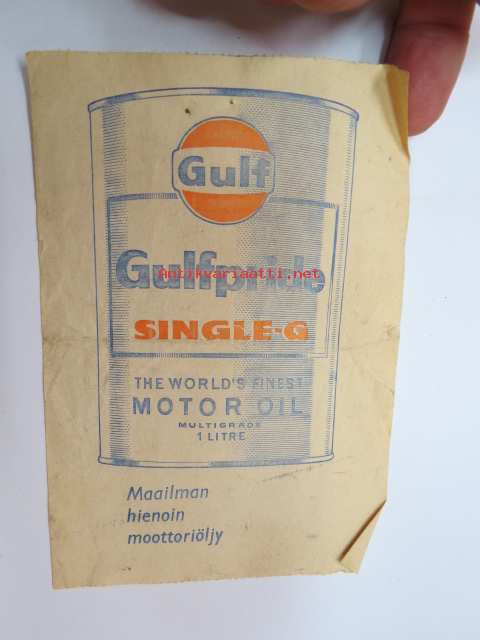 Gulf
Gulfpride
Antikvariaatti.net
SINGLE-G
THE WORLD'S FINEST
MOTOR OIL
MULTIGRADE
1 LITRE
Maailman
hienoin
moottoriöljy